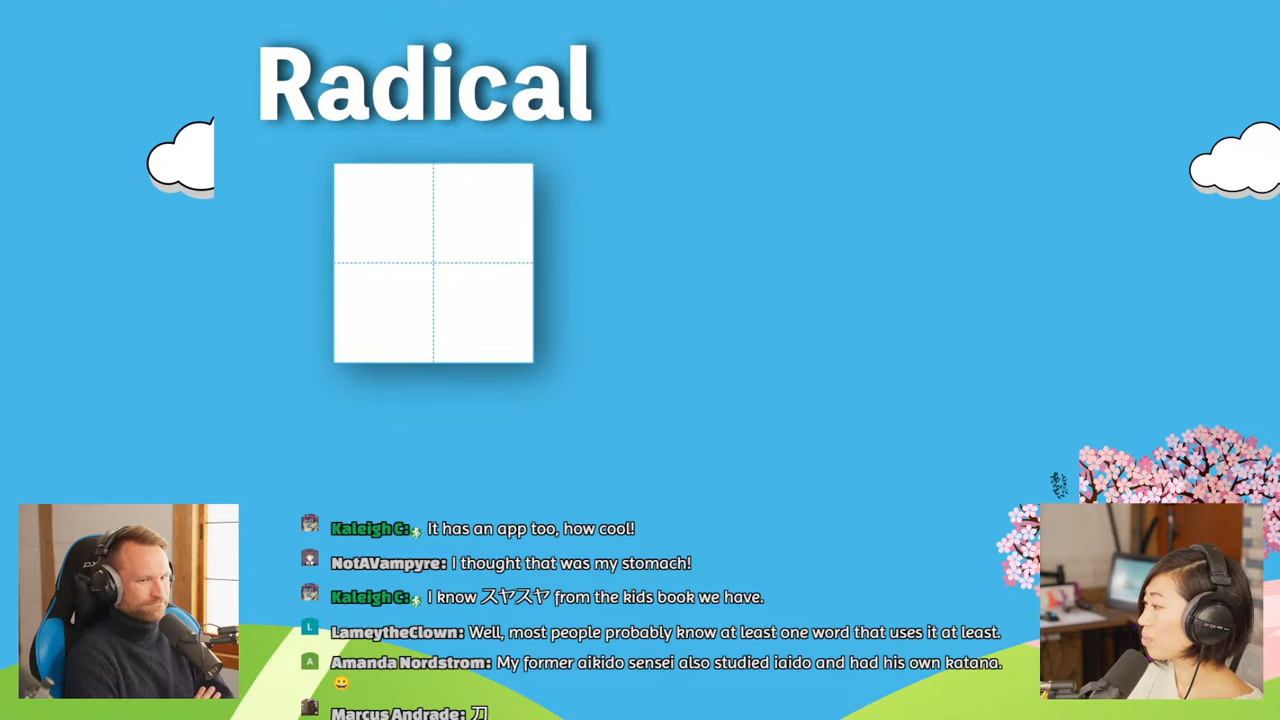 Radical
KaleighC: It has an app too, how cool!
NotAVampyre: I thought that was my stomach!
KaleighC: I know スヤスヤ from the kids book we have.
L
LameytheClown: Well, most people probably know at least one word that uses it at least.
A
Amanda Nordstrom: My former aikido sensei also studied iaido and had his own katana.
😀
Marcus Andrade: 刀